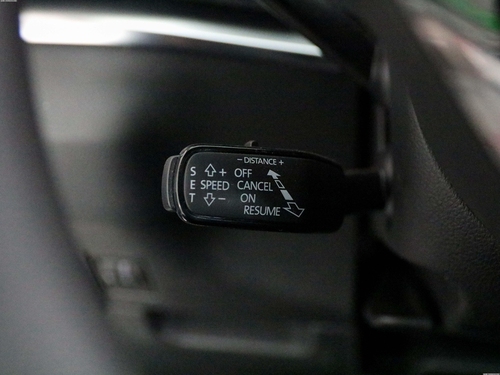 − DISTANCE +
S + OFF
E SPEED CANCEL
T − ON
RESUME